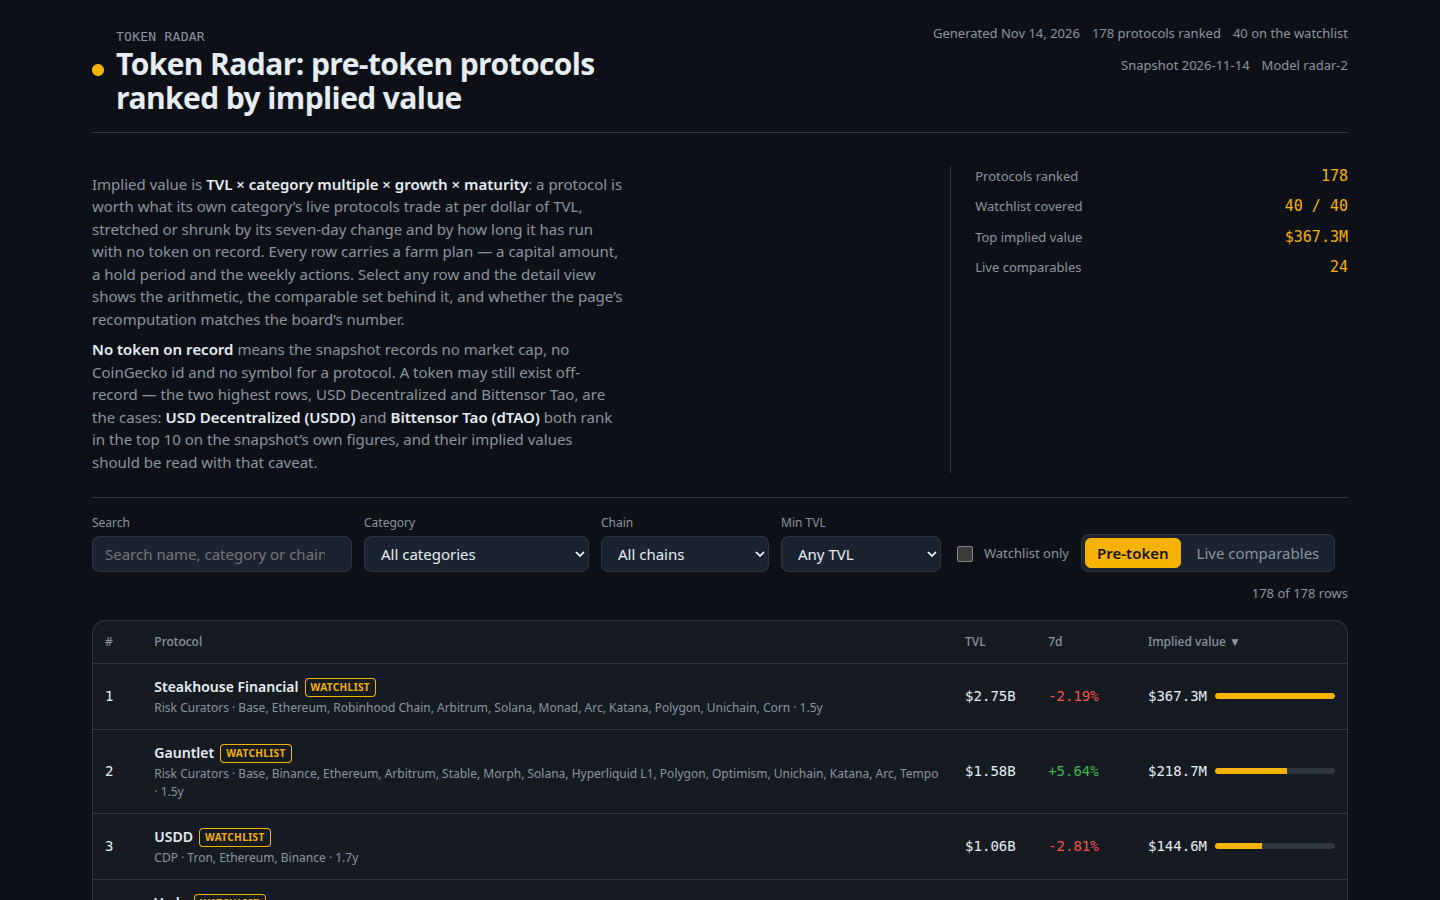 TOKEN RADAR
Token Radar: pre-token protocols
ranked by implied value
Generated Nov 14, 2026 178 protocols ranked 40 on the watchlist
Snapshot 2026-11-14 Model radar-2
Implied value is TVL × category multiple × growth × maturity: a protocol is
worth what its own category’s live protocols trade at per dollar of TVL,
stretched or shrunk by its seven-day change and by how long it has run
with no token on record. Every row carries a farm plan — a capital amount,
a hold period and the weekly actions. Select any row and the detail view
shows the arithmetic, the comparable set behind it, and whether the page’s
recomputation matches the board’s number.
No token on record means the snapshot records no market cap, no
CoinGecko id and no symbol for a protocol. A token may still exist off-
record — the two highest rows, USD Decentralized and Bittensor Tao, are
the cases: USD Decentralized (USDD) and Bittensor Tao (dTAO) both rank
in the top 10 on the snapshot’s own figures, and their implied values
should be read with that caveat.
Protocols ranked 178
Watchlist covered 40 / 40
Top implied value $367.3M
Live comparables 24
Search Category Chain Min TVL
Search name, category or chain All categories All chains Any TVL Watchlist only Pre-token Live comparables
178 of 178 rows
# Protocol TVL 7d Implied value ▼
1 Steakhouse Financial WATCHLIST $2.75B -2.19% $367.3M
Risk Curators · Base, Ethereum, Robinhood Chain, Arbitrum, Solana, Monad, Arc, Katana, Polygon, Unichain, Corn · 1.5y
2 Gauntlet WATCHLIST $1.58B +5.64% $218.7M
Risk Curators · Base, Binance, Ethereum, Arbitrum, Stable, Morph, Solana, Hyperliquid L1, Polygon, Optimism, Unichain, Katana, Arc, Tempo
· 1.5y
3 USDD WATCHLIST $1.06B -2.81% $144.6M
CDP · Tron, Ethereum, Binance · 1.7y